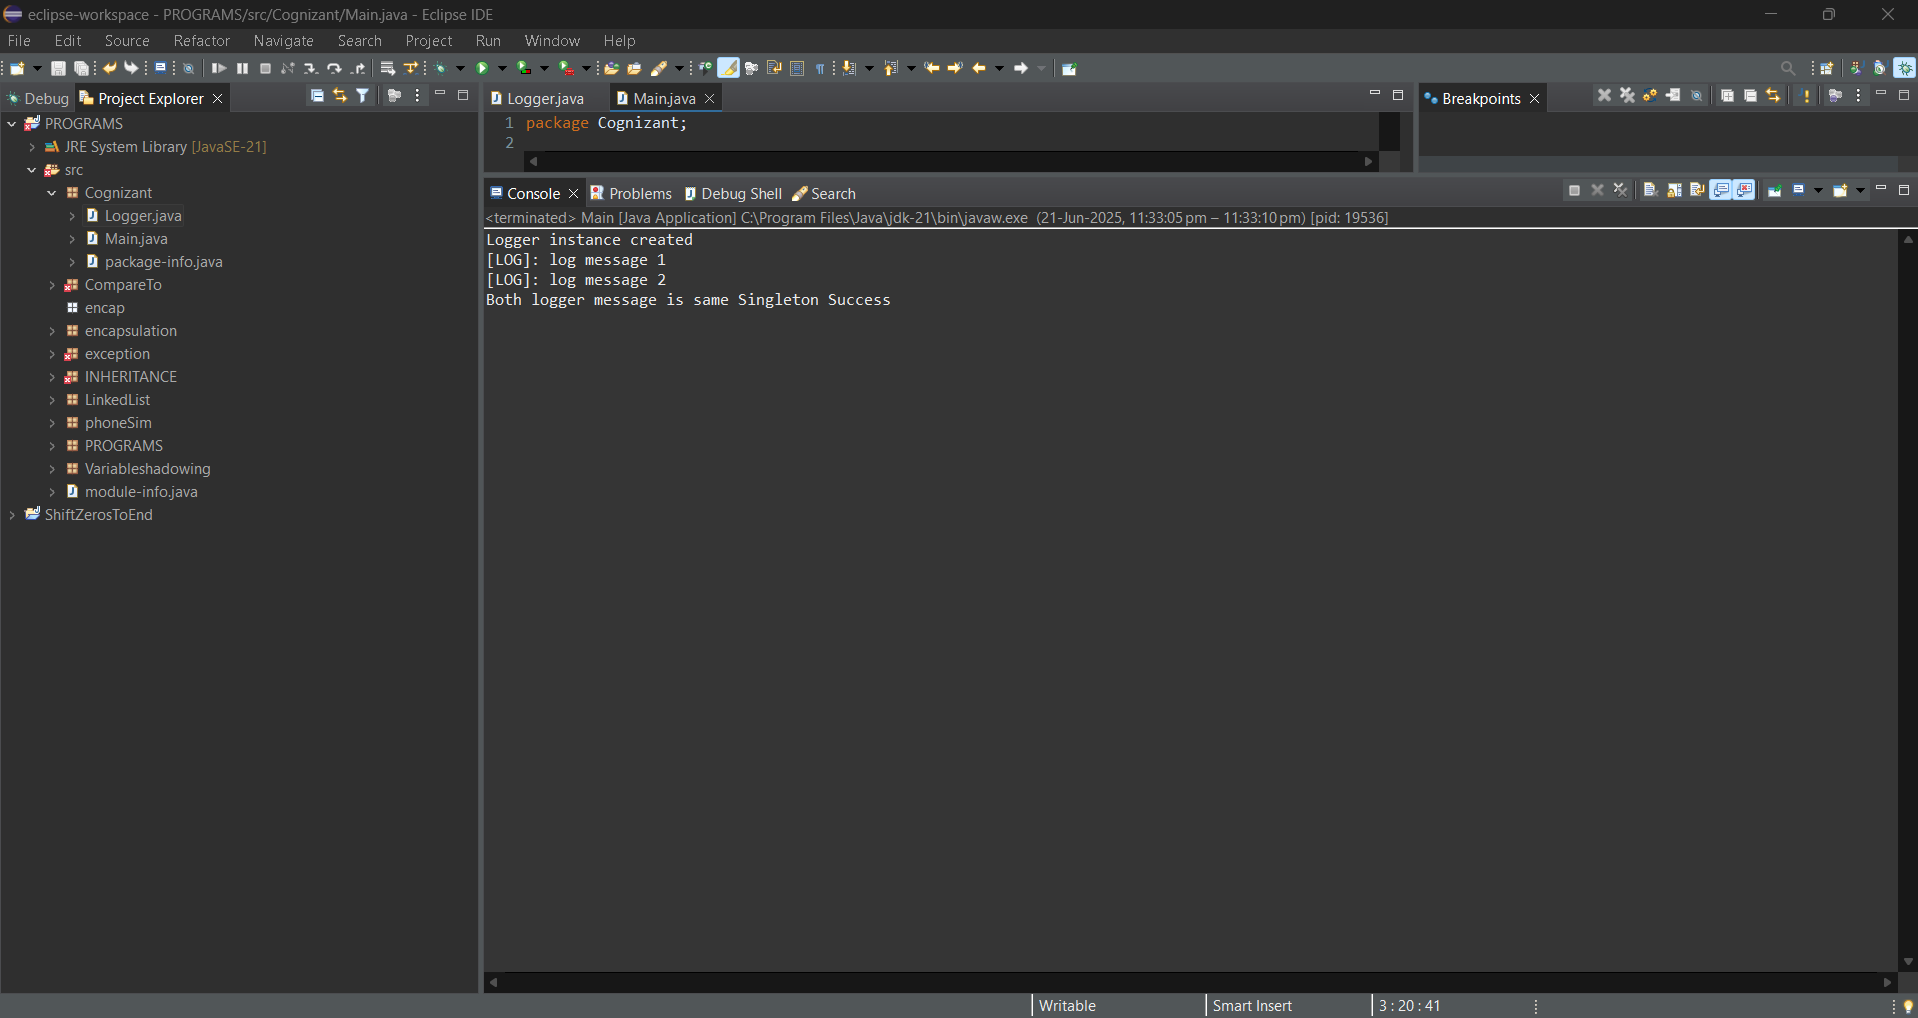 eclipse-workspace - PROGRAMS/src/Cognizant/Main.java - Eclipse IDE
File Edit Source Refactor Navigate Search Project Run Window Help
Debug Project Explorer
PROGRAMS
JRE System Library [JavaSE-21]
src
Cognizant
Logger.java
Main.java
package-info.java
CompareTo
encap
encapsulation
exception
INHERITANCE
LinkedList
phoneSim
PROGRAMS
Variableshadowing
module-info.java
ShiftZerosToEnd
Logger.java Main.java
1 package Cognizant;
2
Breakpoints
Console Problems Debug Shell Search
<terminated> Main [Java Application] C:\Program Files\Java\jdk-21\bin\javaw.exe (21-Jun-2025, 11:33:05 pm – 11:33:10 pm) [pid: 19536]
Logger instance created
[LOG]: log message 1
[LOG]: log message 2
Both logger message is same Singleton Success
Writable Smart Insert 3 : 20 : 41